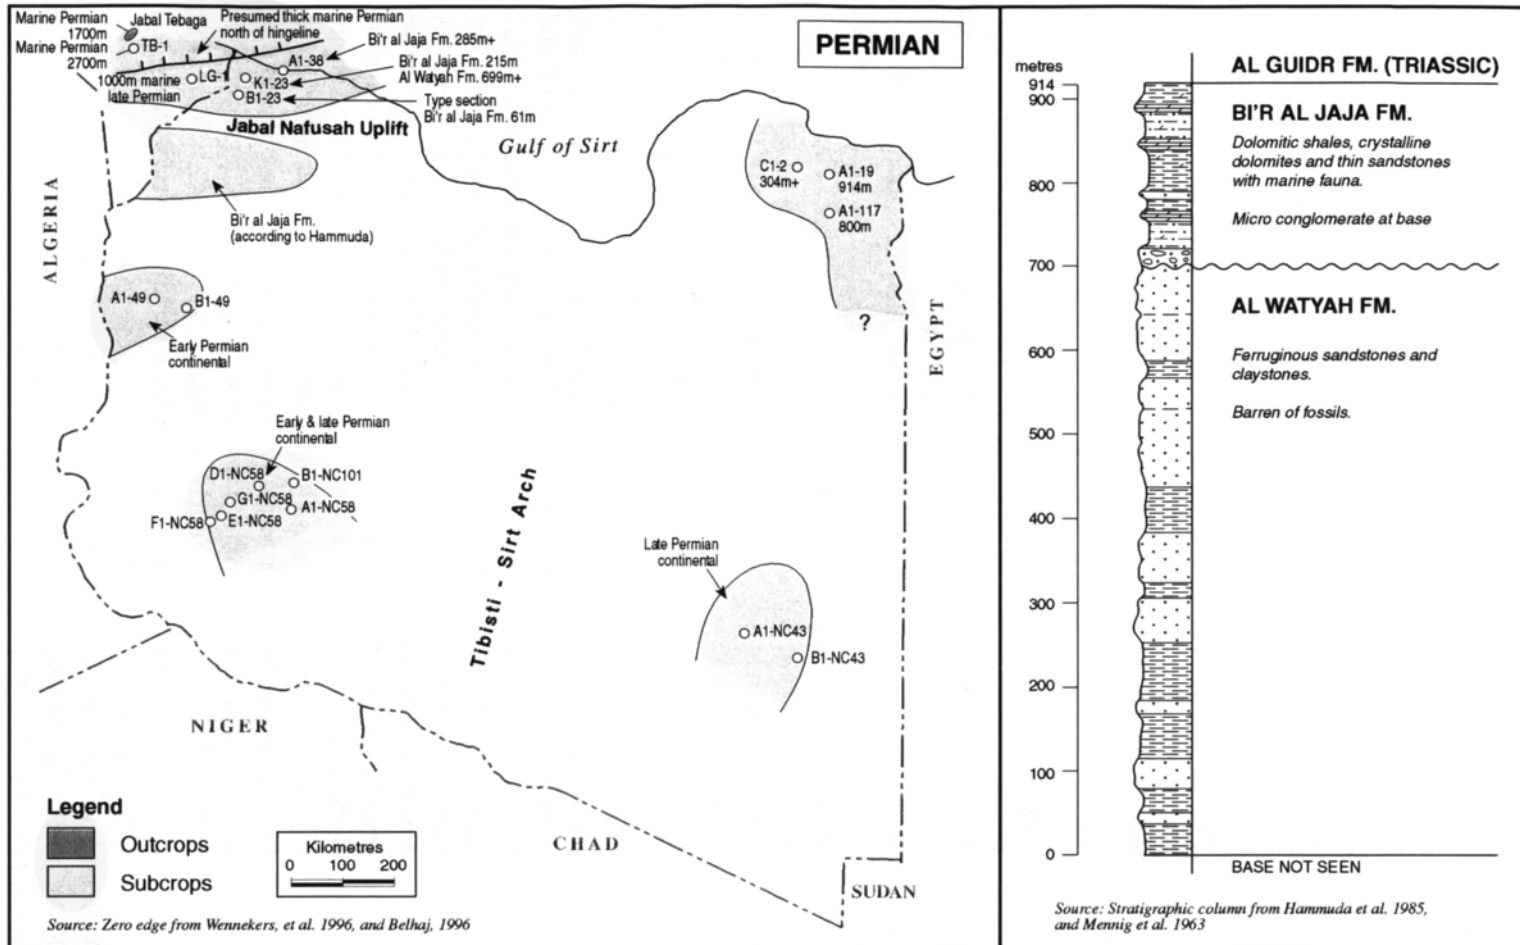 PERMIAN
Marine Permian
1700m
Jabal Tebaga
Presumed thick marine Permian
north of hingeline
Marine Permian
2700m
TB-1
1000m marine
late Permian
LG-1
A1-38
Bi'r al Jaja Fm. 285m+
K1-23
Bi'r al Jaja Fm. 215m
Al Watyah Fm. 699m+
B1-23
Type section
Bi'r al Jaja Fm. 61m
Jabal Nafusah Uplift
Gulf of Sirt
Bi'r al Jaja Fm.
(according to Hammuda)
ALGERIA
C1-2
304m+
A1-19
914m
A1-117
800m
?
EGYPT
A1-49
B1-49
Early Permian
continental
Early & late Permian
continental
D1-NC58
B1-NC101
G1-NC58
A1-NC58
F1-NC58
E1-NC58
Tibisti - Sirt Arch
Late Permian
continental
A1-NC43
B1-NC43
NIGER
CHAD
SUDAN
Legend
Outcrops
Subcrops
Kilometres
0 100 200
Source: Zero edge from Wennekers, et al. 1996, and Belhaj, 1996
metres
914
900
800
700
600
500
400
300
200
100
0
AL GUIDR FM. (TRIASSIC)
BI'R AL JAJA FM.
Dolomitic shales, crystalline
dolomites and thin sandstones
with marine fauna.
Micro conglomerate at base
AL WATYAH FM.
Ferruginous sandstones and
claystones.
Barren of fossils.
BASE NOT SEEN
Source: Stratigraphic column from Hammuda et al. 1985,
and Mennig et al. 1963